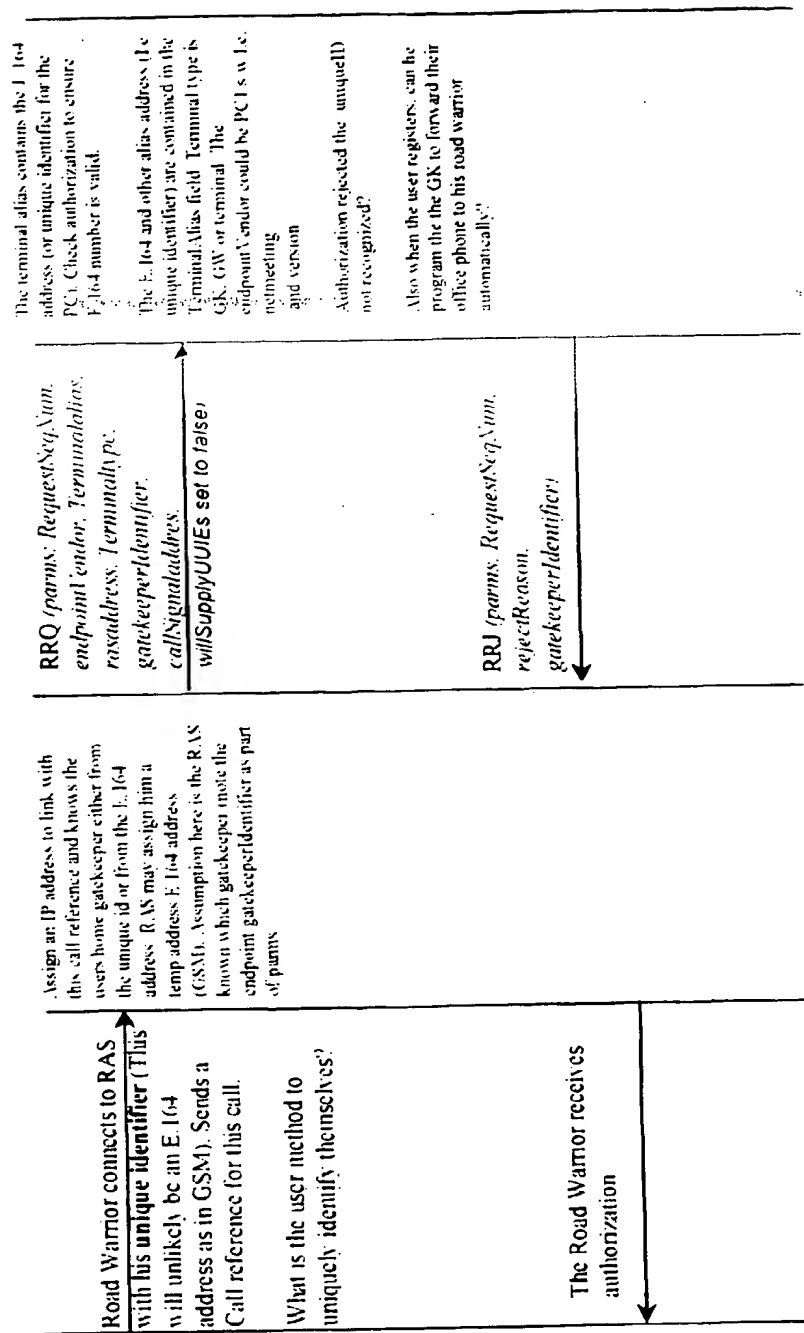 Road Warrior connects to RAS
with his unique identifier (This
will unlikely be an E.164
address as in GSM). Sends a
Call reference for this call.
What is the user method to
uniquely identify themselves?
The Road Warrior receives
authorization
Assign an IP address to link with
this call reference and knows the
users home gatekeeper either from
the unique id or from the E.164
address. RAS may assign him a
temp address E.164 address
(GSM). Assumption here is the RAS
known which gatekeeper (note the
endpoint gatekeeperIdentifier as part
of parms
RRQ (parms: RequestSeqNum,
endpointVendor, Terminalalias,
rasaddress, Terminaltype,
gatekeeperIdentifier,
callSignaladdres,
willSupplyUUIEs set to false)
RRJ (parms, RequestSeqNum,
rejectReason,
gatekeeperIdentifier)
The terminal alias contains the E.164
address (or unique identifier for the
PC). Check authorization to ensure
E.164 number is valid.
The E.164 and other alias address (I.e
unique identifier) are contained in the
TerminalAlias field. Terminal type is
GK, GW or terminal. The
endpointVendor could be PC1 s w I.e.
netmeeting
and version
Authorization rejected the uniqueID
not recognized?
Also when the user registers, can he
program the the GK to forward their
office phone to his road warrior
automatically?